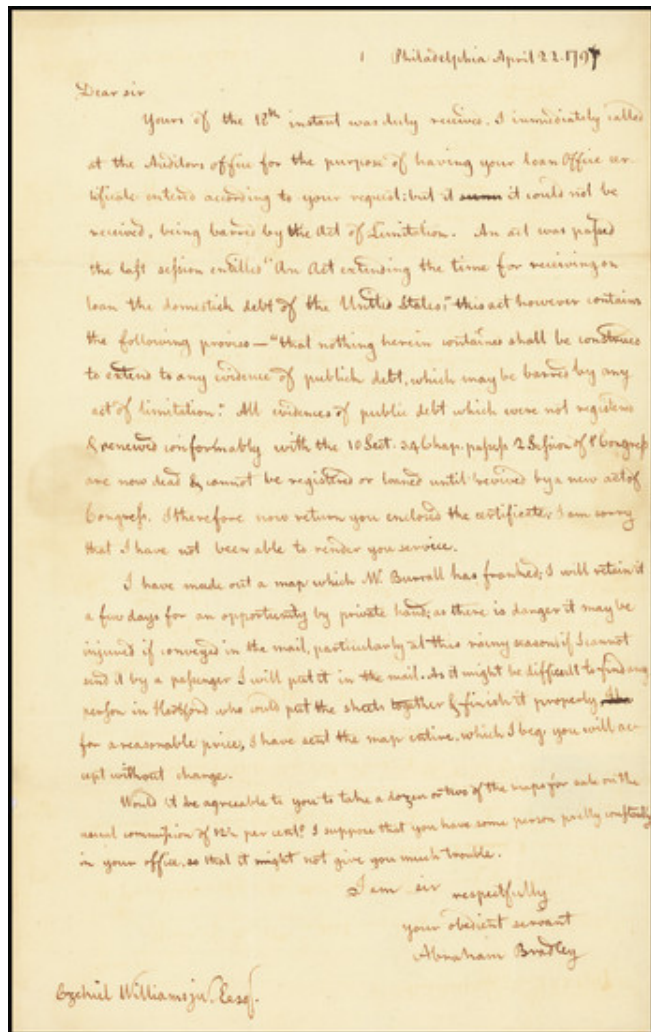 Philadelphia April 22. 1797
Dear sir
Yours of the 18th instant was duly received. I immediately called
at the Auditors office for the purpose of having your loan Office cer-
tificate entered according to your request: but it it could not be
received, being barred by the Act of Limitation. An act was passed
the last session entitled "An Act extending the time for receiving on
loan the domestick debt of the United States," this act however contains
the following proviso — "that nothing herein contained shall be construed
to extend to any evidence of publick debt, which may be barred by any
act of limitation." All evidences of public debt which were not registered
& renewed conformably with the 10 Sect. 34 Chap. passed 2 Session of Congress
are now dead & cannot be registered or loaned until revived by a new act of
Congress. I therefore now return you enclosed the certificate, I am sorry
that I have not been able to render you service.
I have made out a map which Mr. Burrall has franked; I will retain it
a few days for an opportunity by private hand; as there is danger it may be
injured if conveyed in the mail, particularly at this rainy season: if I cannot
send it by a passenger I will put it in the mail. As it might be difficult to find any
person in Hartford who could put the sheets together & finish it properly
for a reasonable price, I have sent the map entire, which I beg you will ac-
cept without charge.
Would it be agreeable to you to take a dozen or two of the maps for sale on the
usual commission of 12½ per cent? I suppose that you have some person pretty constantly
in your office, so that it might not give you much trouble.
I am sir respectfully
your obedient servant
Abraham Bradley
Ezekiel Williams jr. Esq.